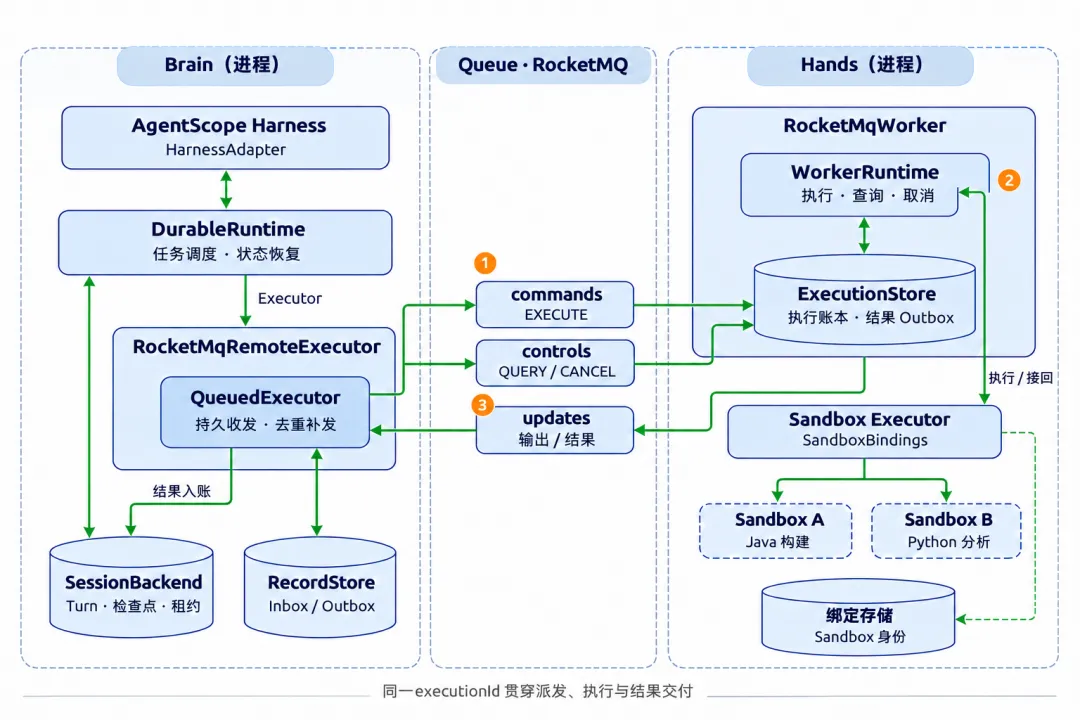 Brain（进程）
AgentScope Harness
HarnessAdapter
DurableRuntime
任务调度 · 状态恢复
Executor
RocketMqRemoteExecutor
QueuedExecutor
持久收发 · 去重补发
结果入账
SessionBackend
Turn · 检查点 · 租约
RecordStore
Inbox / Outbox
Queue · RocketMQ
1
commands
EXECUTE
controls
QUERY / CANCEL
3
updates
输出 / 结果
Hands（进程）
RocketMqWorker
WorkerRuntime
执行 · 查询 · 取消
2
ExecutionStore
执行账本 · 结果 Outbox
执行 / 接回
Sandbox Executor
SandboxBindings
Sandbox A
Java 构建
Sandbox B
Python 分析
绑定存储
Sandbox 身份
同一executionId 贯穿派发、执行与结果交付